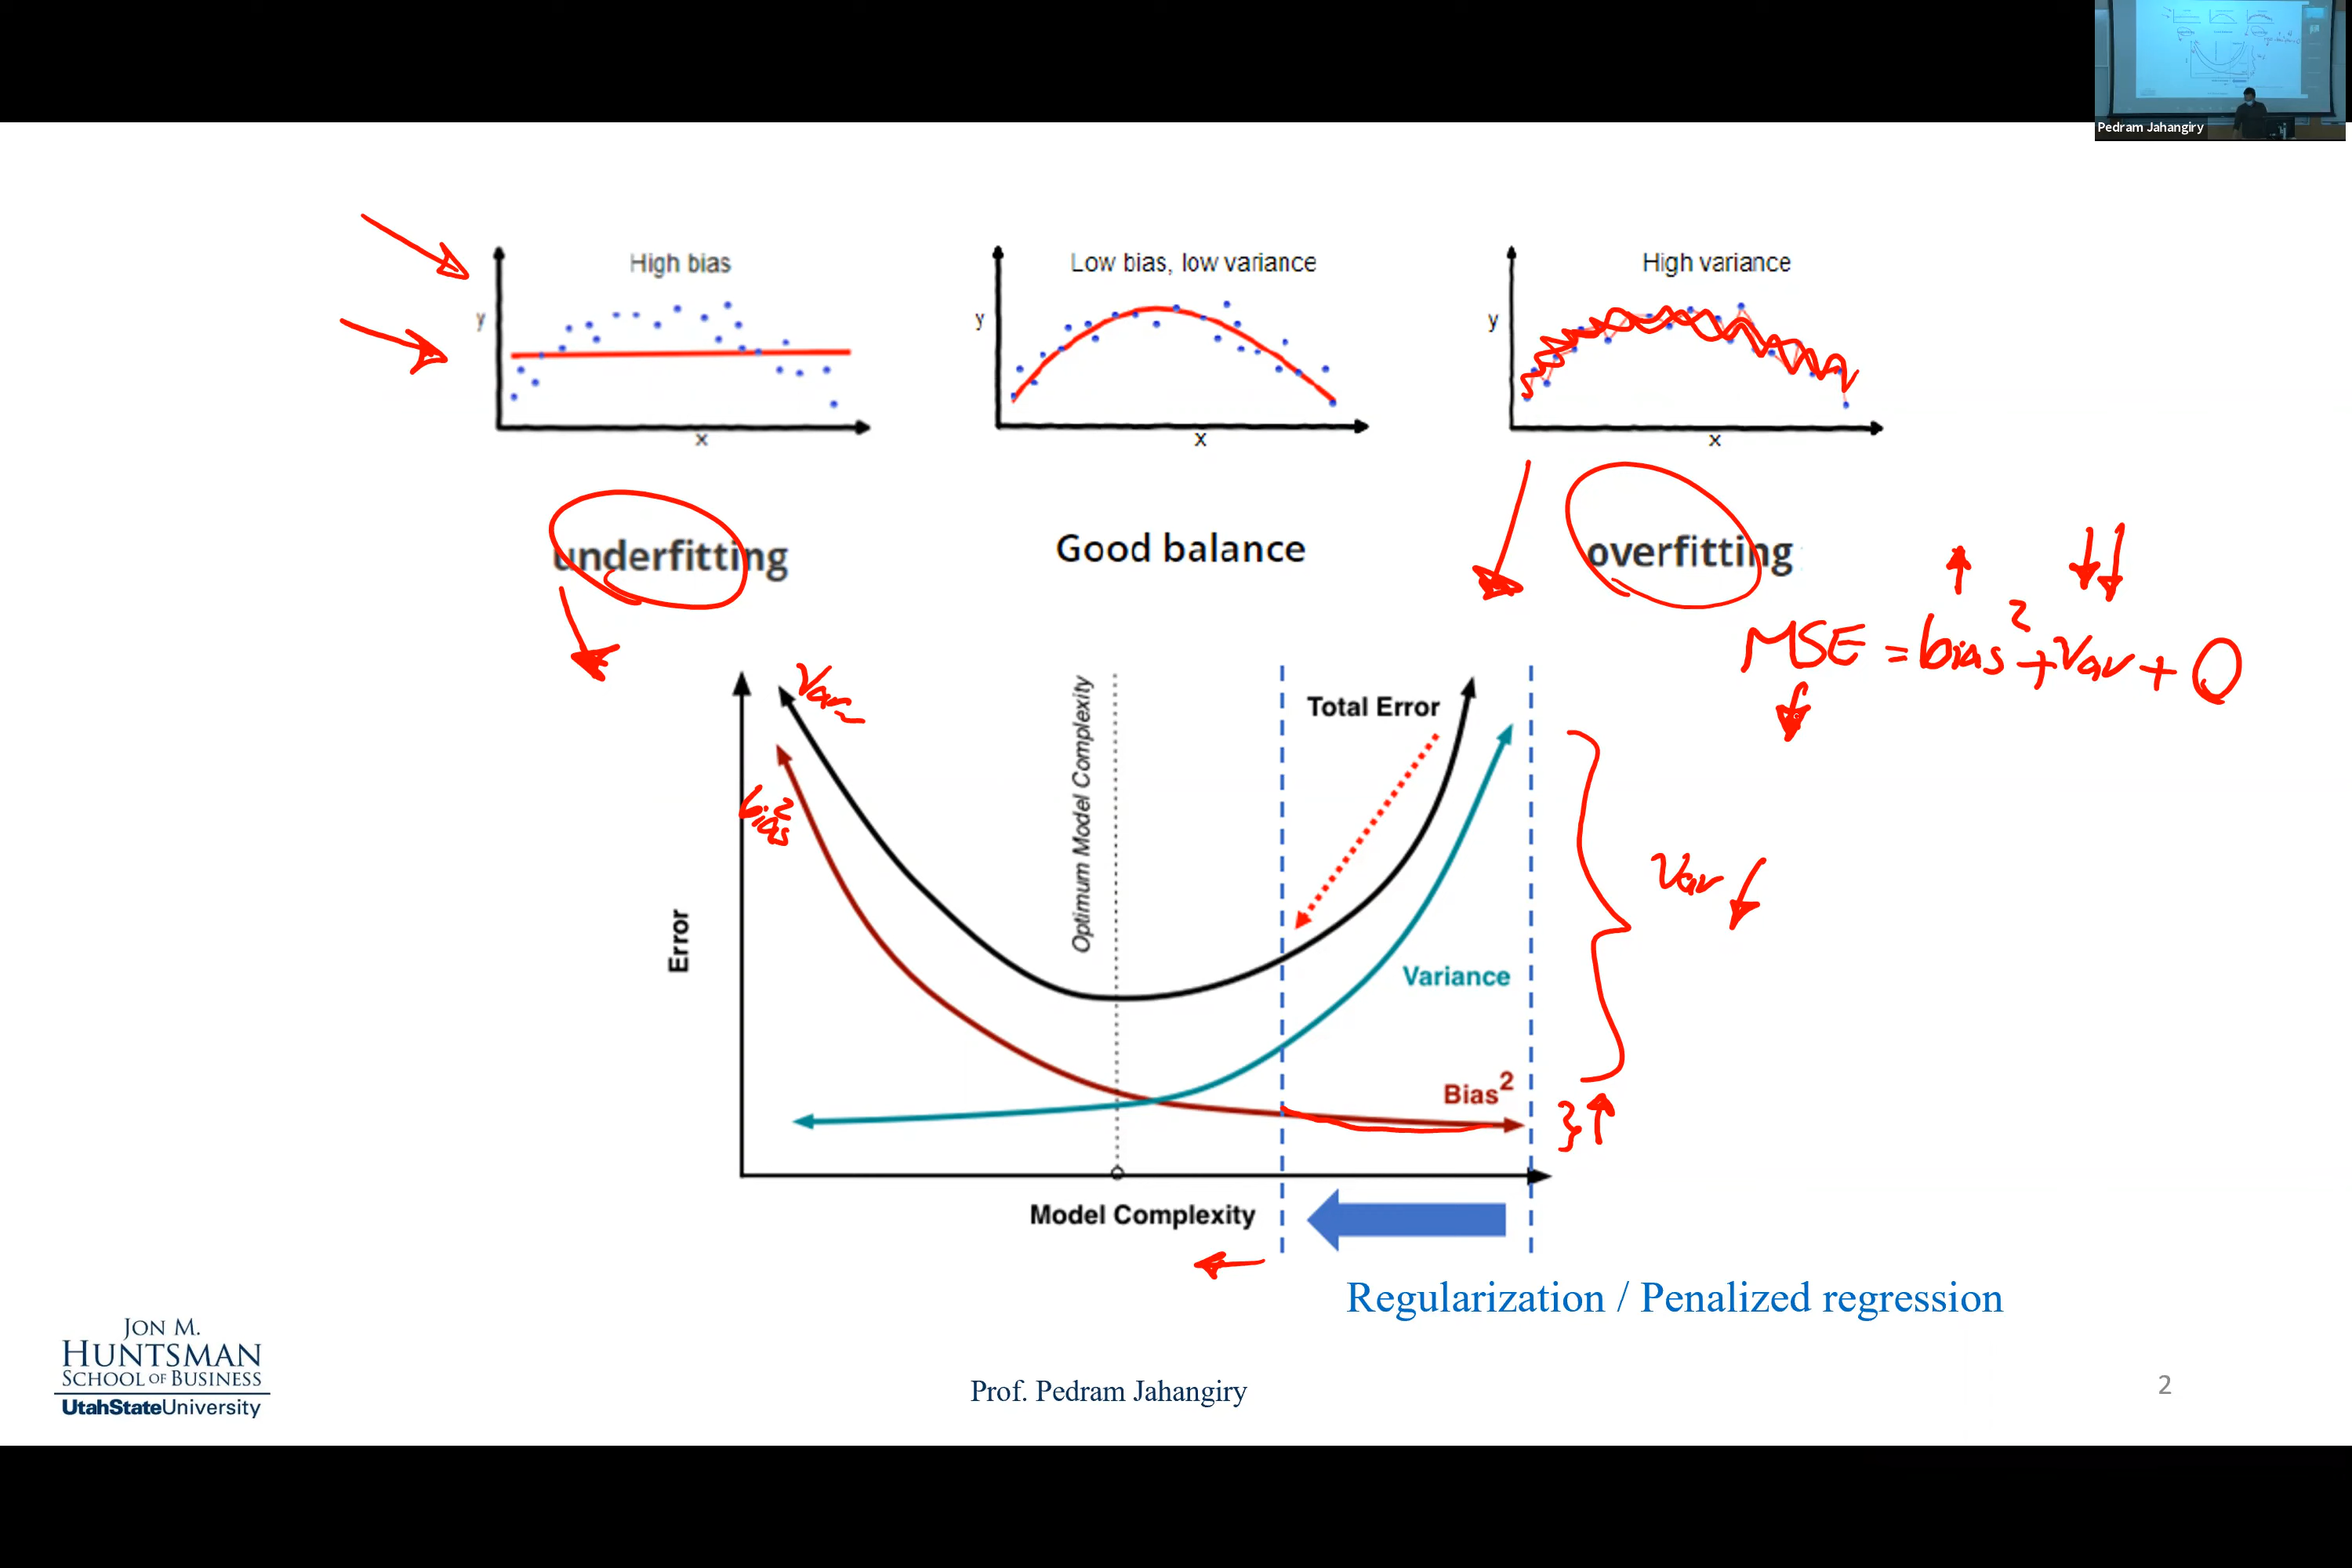 Pedram Jahangiry
High bias
y
x
Low bias, low variance
y
x
High variance
y
x
underfitting
Good balance
overfitting
MSE = bias² + Var + O
Var
bias²
Optimum Model Complexity
Total Error
Error
Var
Variance
Bias²
Model Complexity
Regularization / Penalized regression
JON M.
HUNTSMAN
SCHOOL OF BUSINESS
UtahStateUniversity
Prof. Pedram Jahangiry
2